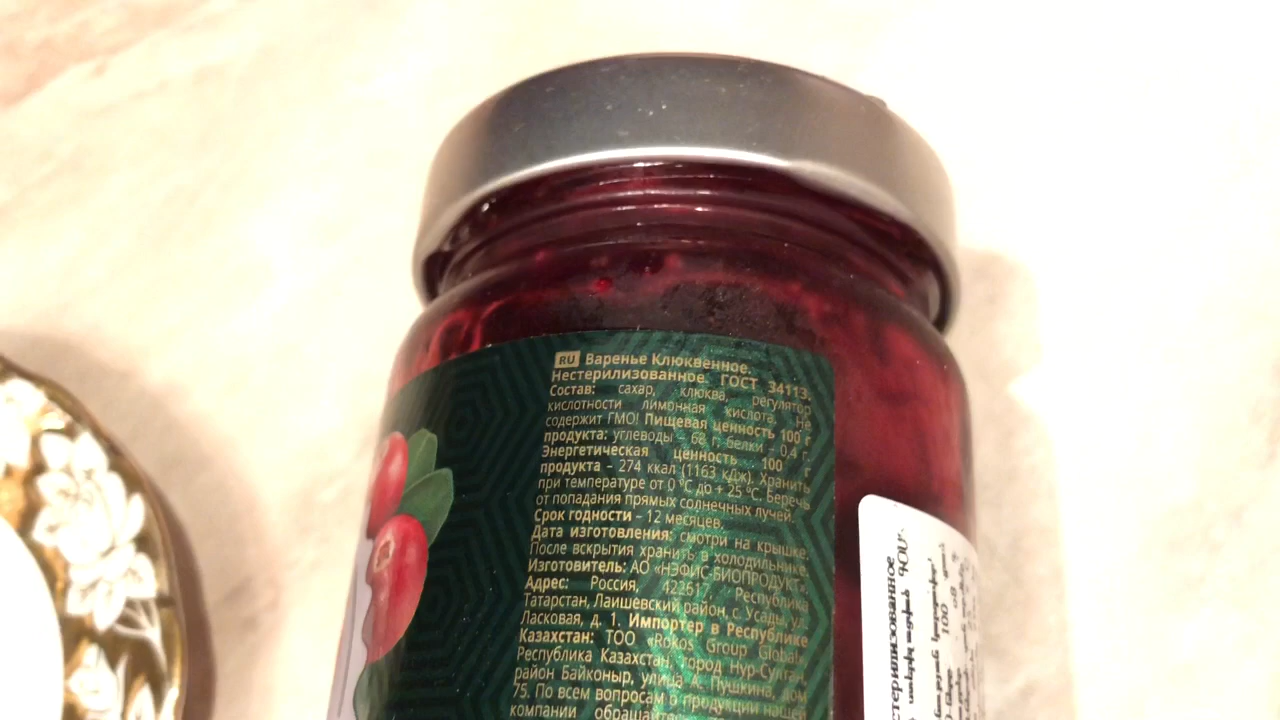 RU Варенье Клюквенное.
Нестерилизованное. ГОСТ 34113.
Состав: сахар, клюква, регулятор
кислотности лимонная кислота. Не
содержит ГМО! Пищевая ценность 100 г
продукта: углеводы – 68 г; белки – 0,4 г.
Энергетическая ценность 100 г
продукта – 274 ккал (1163 кДж). Хранить
при температуре от 0 °С до + 25 °С. Беречь
от попадания прямых солнечных лучей.
Срок годности – 12 месяцев.
Дата изготовления: смотри на крышке.
После вскрытия хранить в холодильнике.
Изготовитель: АО «НЭФИС-БИОПРОДУКТ».
Адрес: Россия, 422617, Республика
Татарстан, Лаишевский район, с. Усады, ул.
Ласковая, д. 1. Импортер в Республике
Казахстан: ТОО «Rokos Group Global»,
Республика Казахстан, город Нур-Султан,
район Байконыр, улица А. Пушкина, дом
75. По всем вопросам о продукции нашей
компании
100